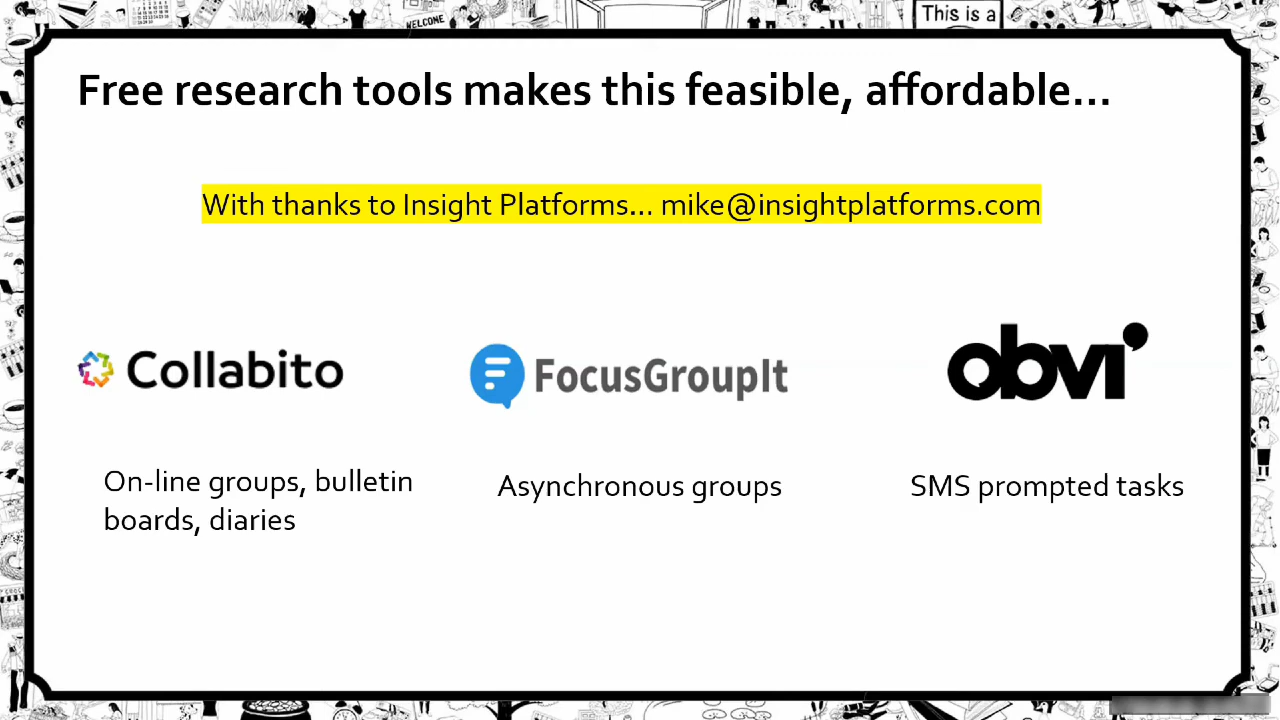 WELCOME
This is a
Free research tools makes this feasible, affordable...
With thanks to Insight Platforms... mike@insightplatforms.com
Collabito
FocusGroupIt
obvi
On-line groups, bulletin
boards, diaries
Asynchronous groups
SMS prompted tasks